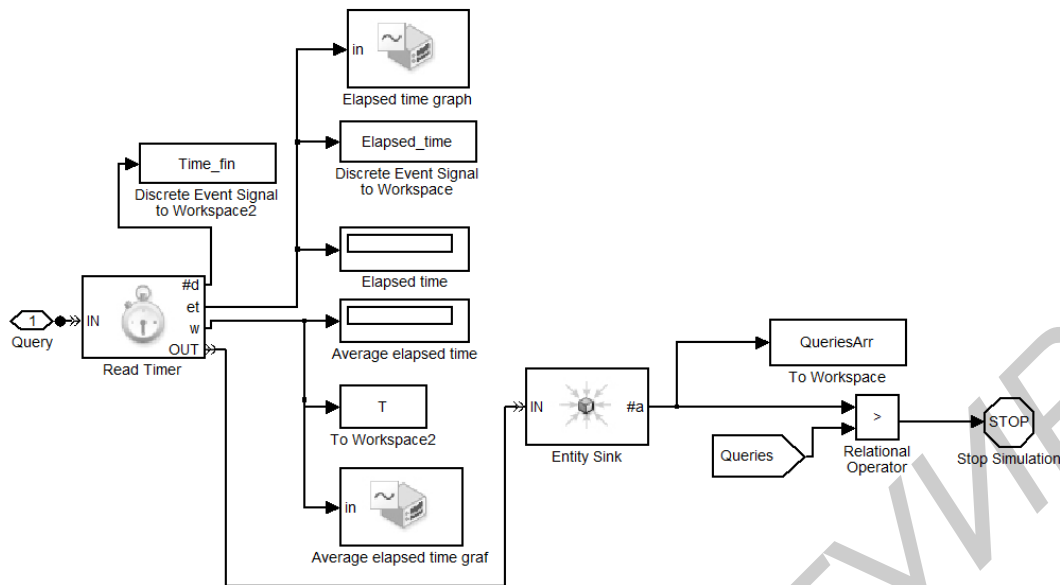 in
Elapsed time graph
Elapsed_time
Discrete Event Signal
to Workspace
Time_fin
Discrete Event Signal
to Workspace2
Elapsed time
1
Query
IN
#d
et
w
OUT
Read Timer
Average elapsed time
T
To Workspace2
in
Average elapsed time graf
IN
#a
Entity Sink
QueriesArr
To Workspace
Queries
>
Relational
Operator
STOP
Stop Simulation